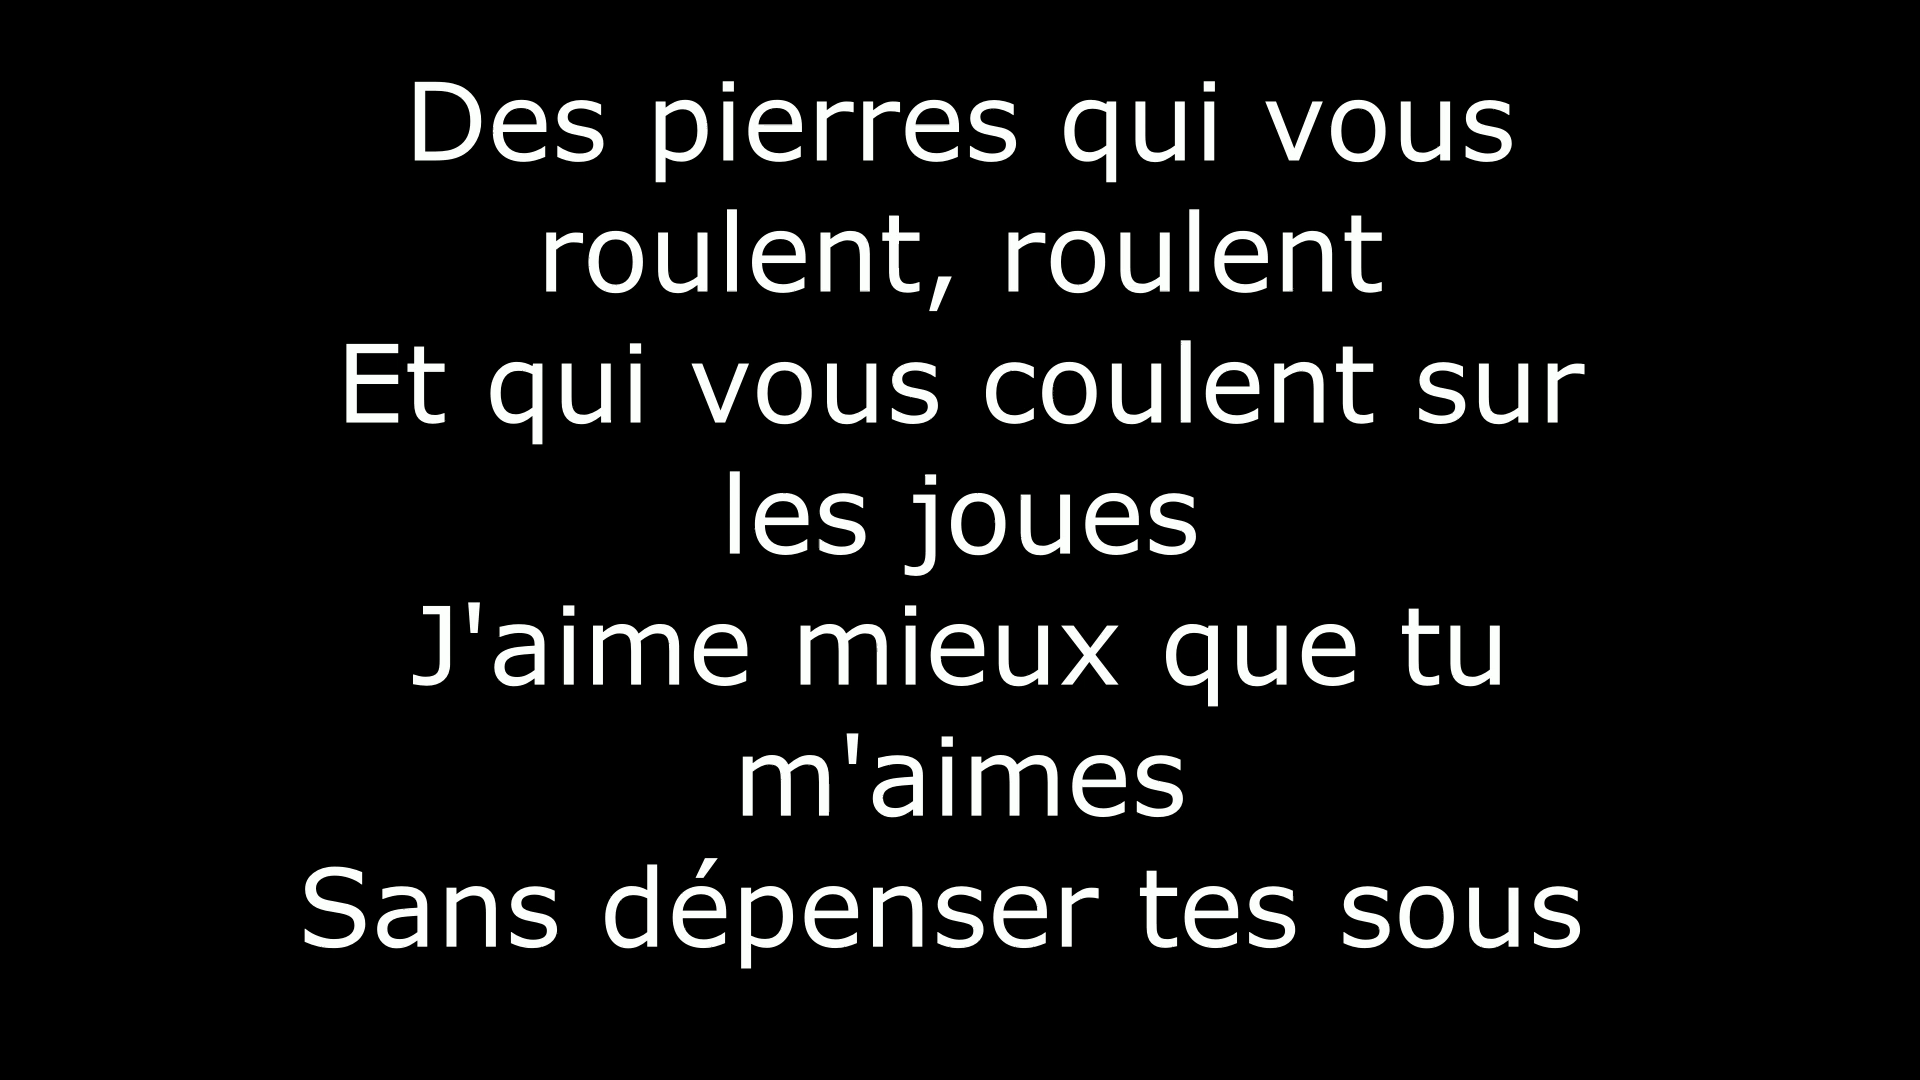 Des pierres qui vous
roulent, roulent
Et qui vous coulent sur
les joues
J'aime mieux que tu
m'aimes
Sans dépenser tes sous